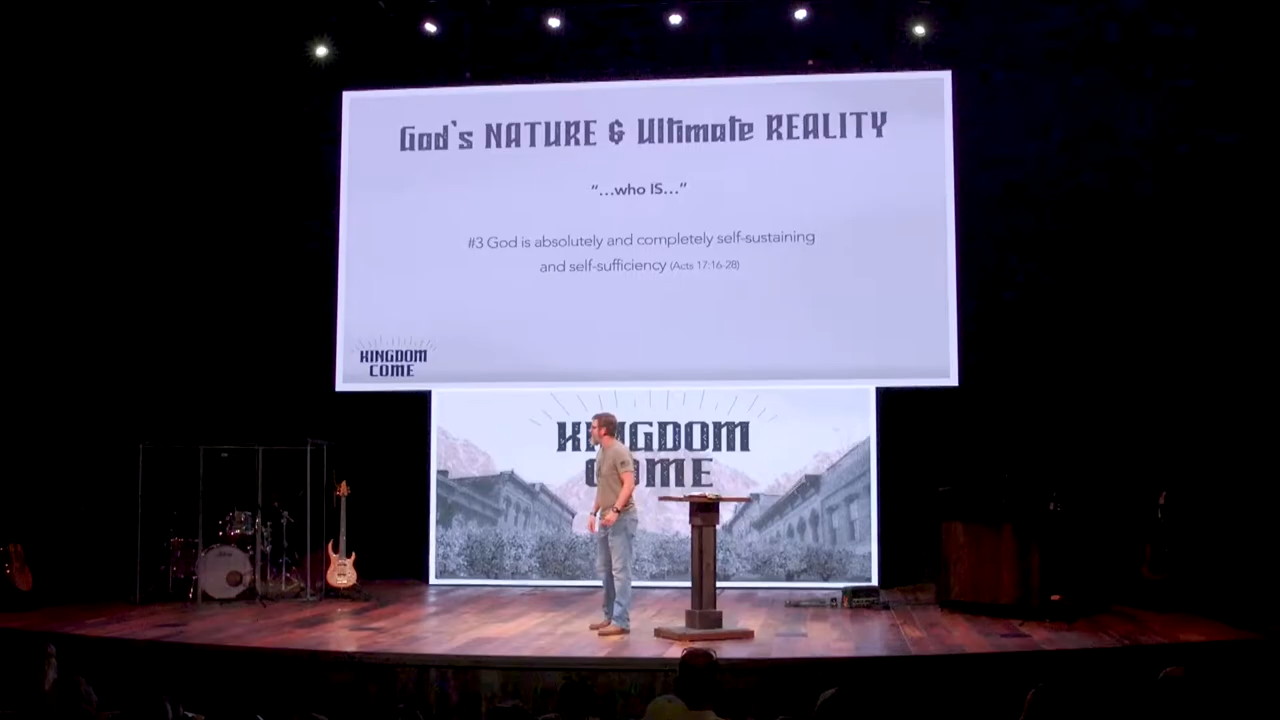 God's NATURE & Ultimate REALITY
"...who IS..."
#3 God is absolutely and completely self-sustaining
and self-sufficiency (Acts 17:16-28)
KINGDOM
COME
KINGDOM
COME